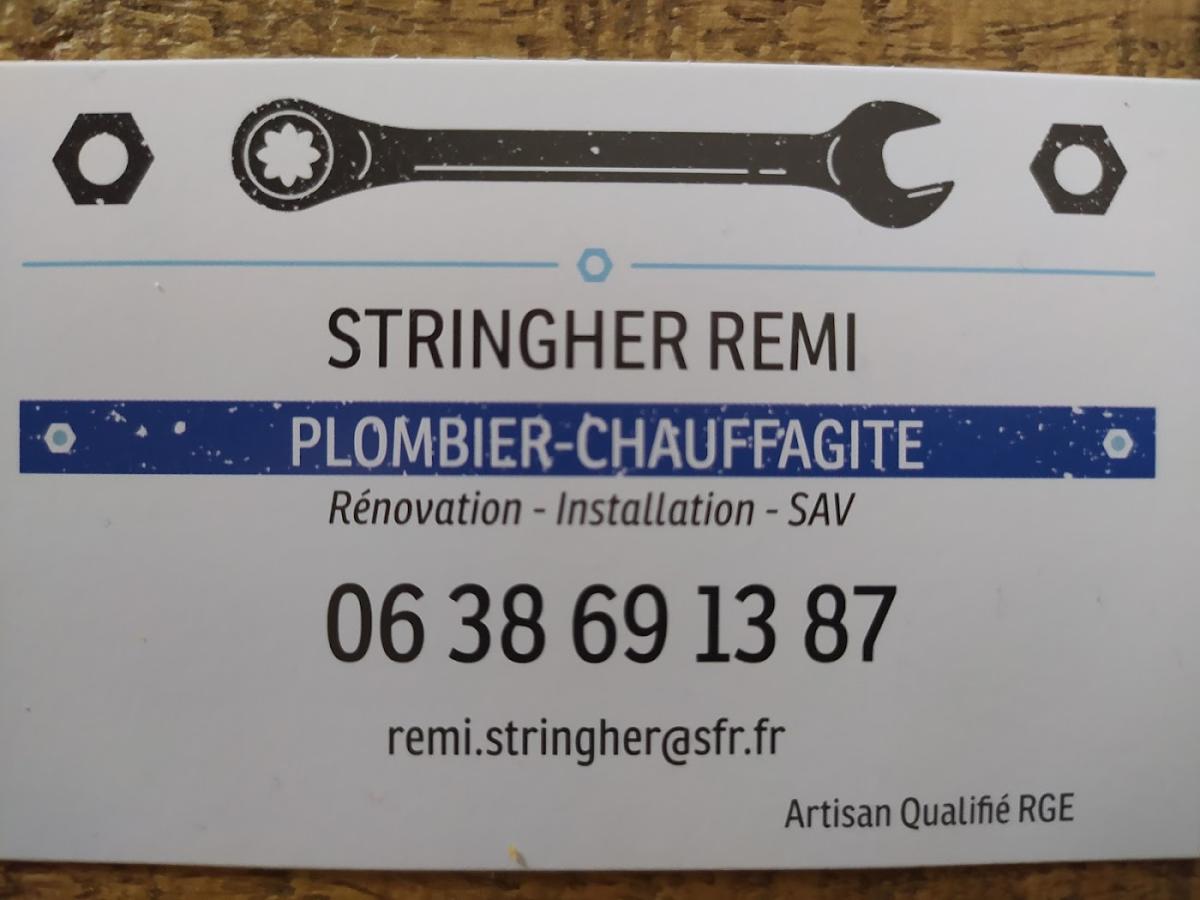 STRINGHER REMI
PLOMBIER-CHAUFFAGITE
Rénovation - Installation - SAV
06 38 69 13 87
remi.stringher@sfr.fr
Artisan Qualifié RGE